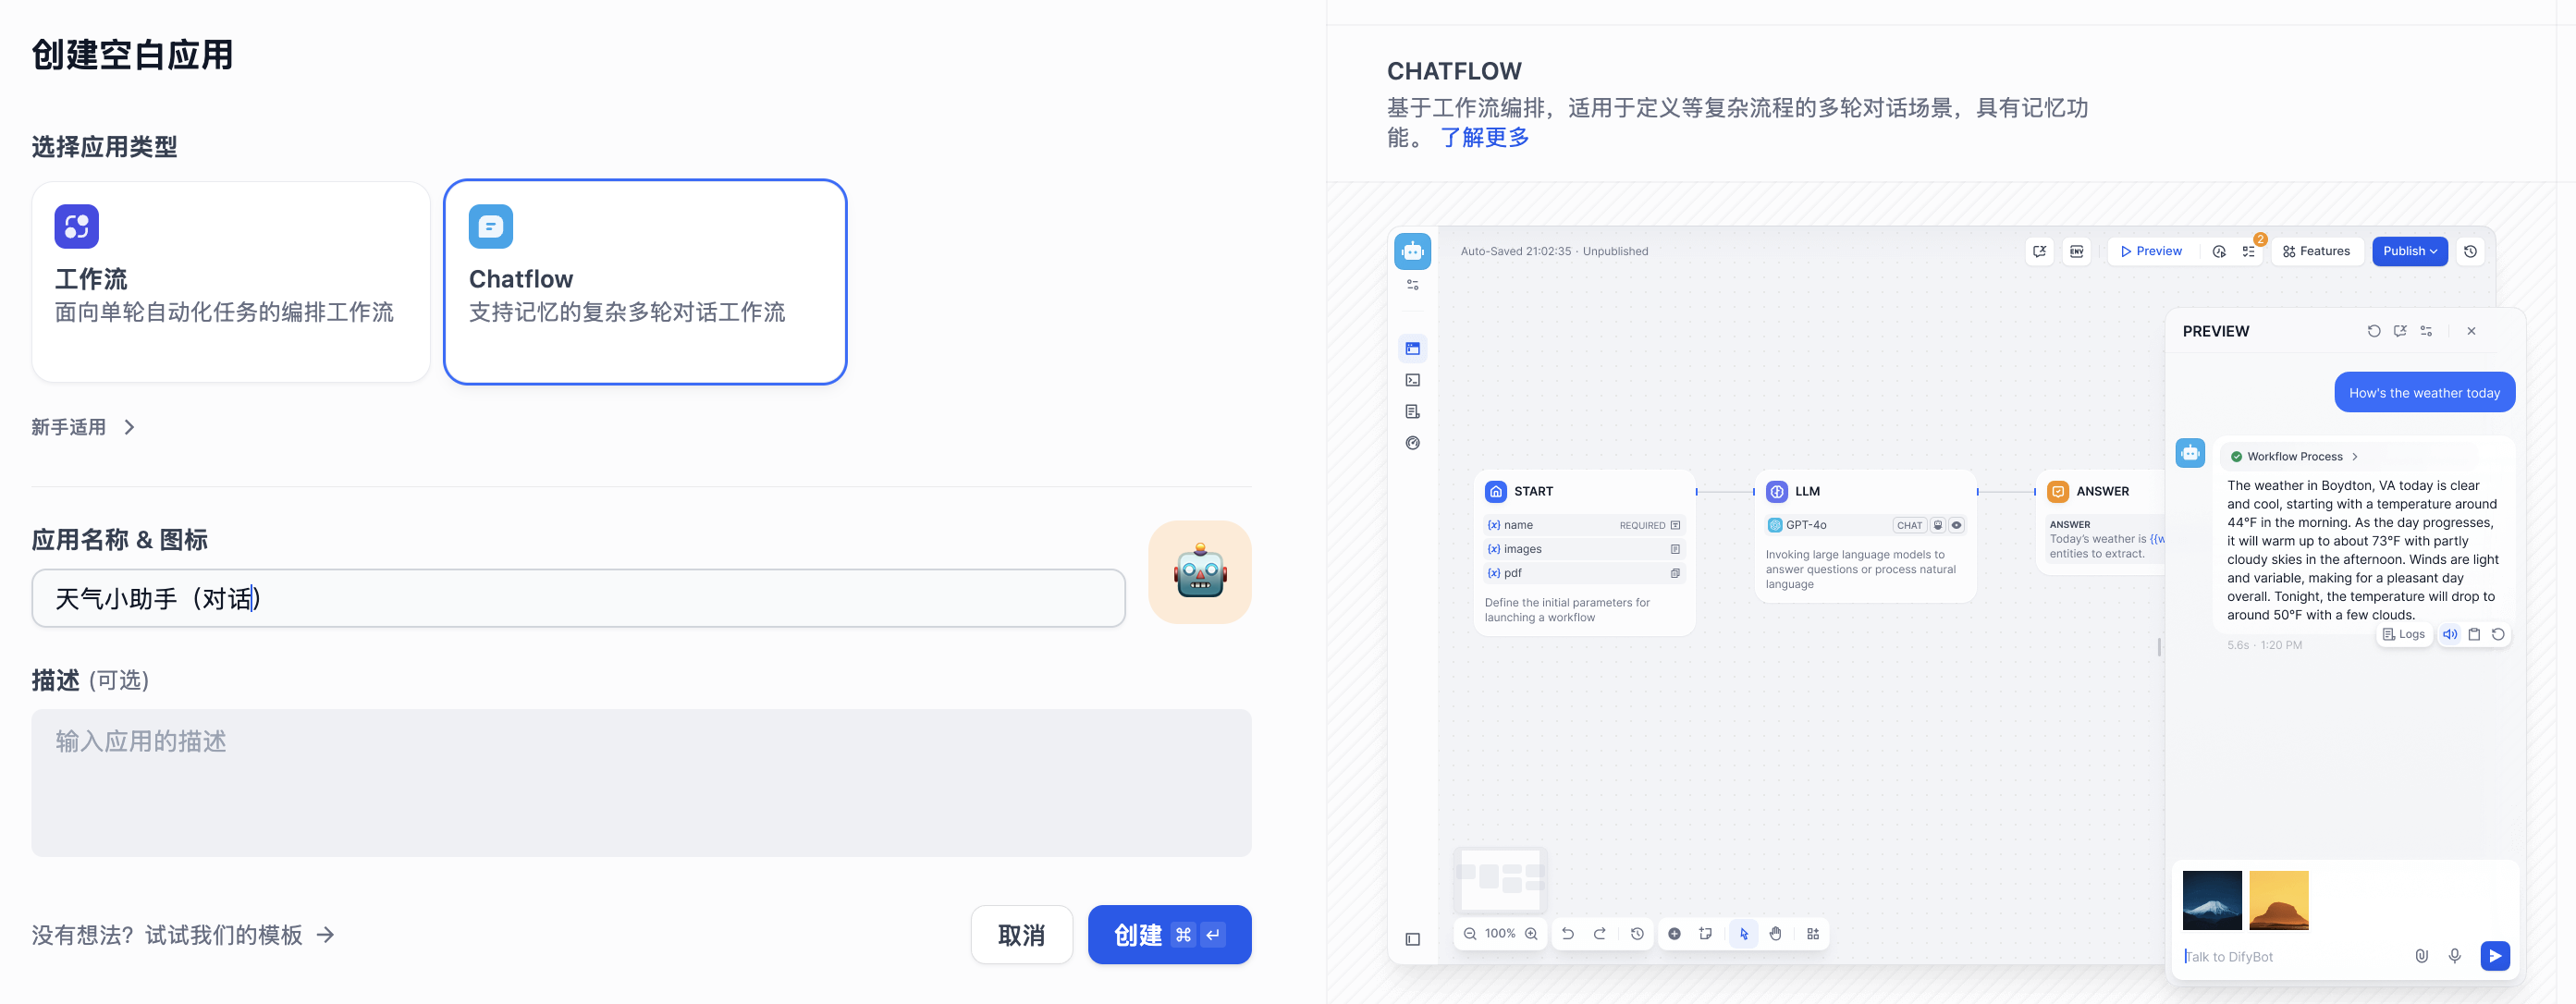 创建空白应用
选择应用类型
工作流
面向单轮自动化任务的编排工作流
Chatflow
支持记忆的复杂多轮对话工作流
新手适用
应用名称 & 图标
天气小助手（对话）
描述 (可选)
输入应用的描述
没有想法？试试我们的模板
取消
创建 ⌘ ↵
CHATFLOW
基于工作流编排，适用于定义等复杂流程的多轮对话场景，具有记忆功
能。 了解更多
Auto-Saved 21:02:35 · Unpublished
ENV
Preview
2
Features
Publish
START
{x} name REQUIRED
{x} images
{x} pdf
Define the initial parameters for
launching a workflow
LLM
GPT-4o CHAT
Invoking large language models to
answer questions or process natural
language
ANSWER
ANSWER
Today's weather is {{w
entities to extract.
100%
PREVIEW
How's the weather today
Workflow Process
The weather in Boydton, VA today is clear
and cool, starting with a temperature around
44°F in the morning. As the day progresses,
it will warm up to about 73°F with partly
cloudy skies in the afternoon. Winds are light
and variable, making for a pleasant day
overall. Tonight, the temperature will drop to
around 50°F with a few clouds.
Logs
5.6s · 1:20 PM
Talk to DifyBot